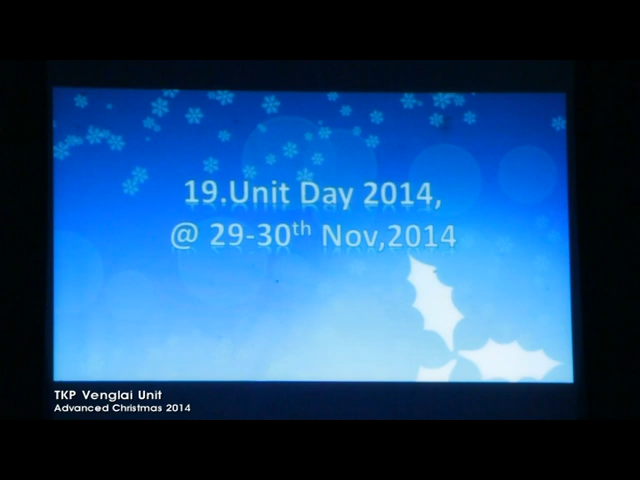 19.Unit Day 2014,
@ 29-30th Nov,2014
TKP Venglai Unit
Advanced Christmas 2014